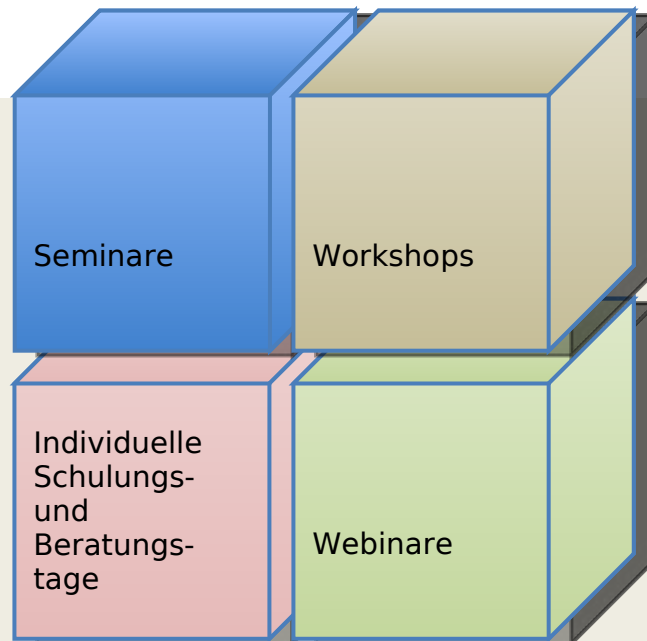 Seminare
Workshops
Individuelle
Schulungs-
und
Beratungs-
tage
Webinare